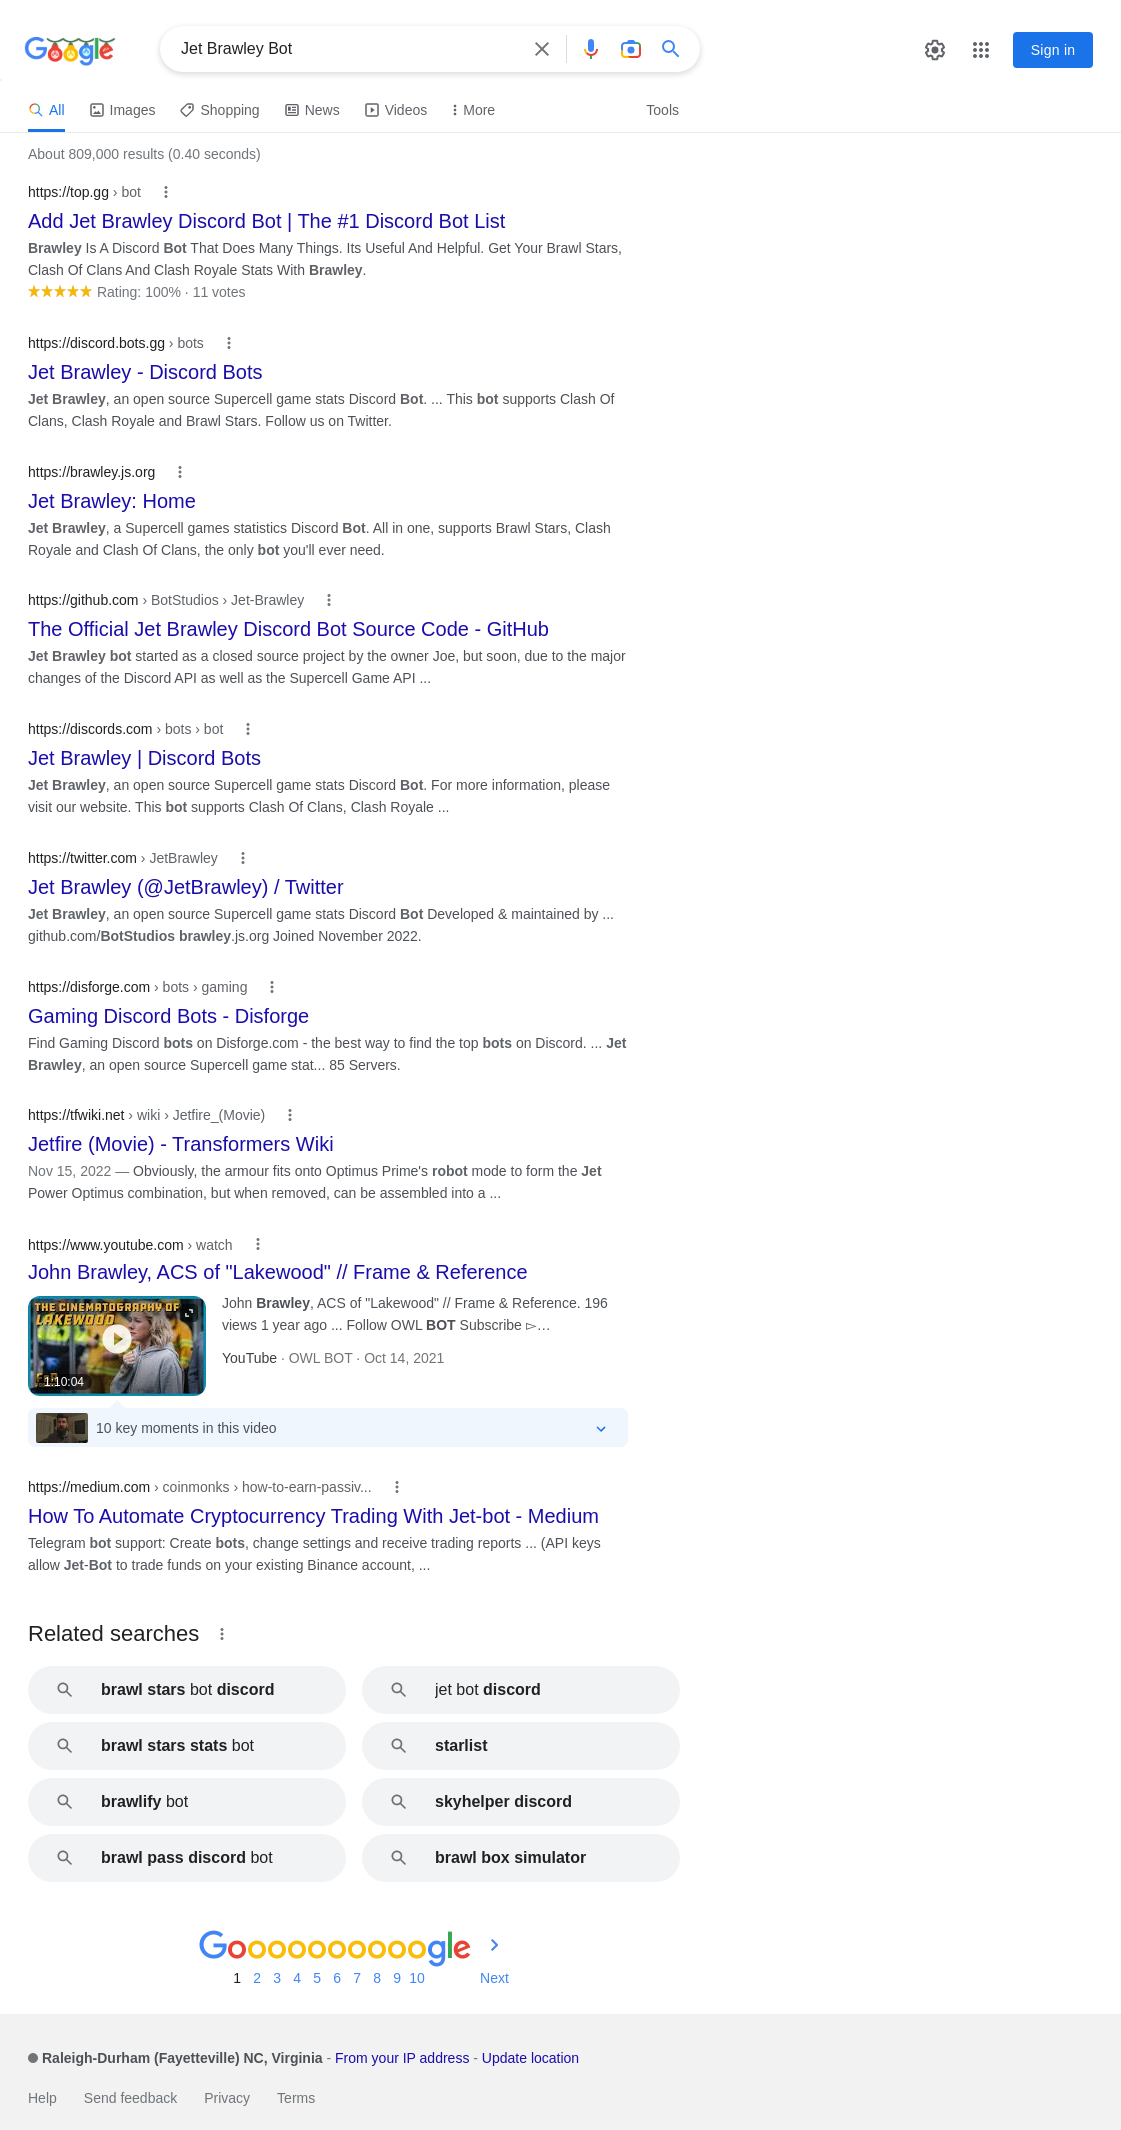 Google
Jet Brawley Bot
Sign in
All Images Shopping News Videos More Tools
About 809,000 results (0.40 seconds)
https://top.gg › bot
Add Jet Brawley Discord Bot | The #1 Discord Bot List
Brawley Is A Discord Bot That Does Many Things. Its Useful And Helpful. Get Your Brawl Stars,
Clash Of Clans And Clash Royale Stats With Brawley.
Rating: 100% · 11 votes
https://discord.bots.gg › bots
Jet Brawley - Discord Bots
Jet Brawley, an open source Supercell game stats Discord Bot. ... This bot supports Clash Of
Clans, Clash Royale and Brawl Stars. Follow us on Twitter.
https://brawley.js.org
Jet Brawley: Home
Jet Brawley, a Supercell games statistics Discord Bot. All in one, supports Brawl Stars, Clash
Royale and Clash Of Clans, the only bot you'll ever need.
https://github.com › BotStudios › Jet-Brawley
The Official Jet Brawley Discord Bot Source Code - GitHub
Jet Brawley bot started as a closed source project by the owner Joe, but soon, due to the major
changes of the Discord API as well as the Supercell Game API ...
https://discords.com › bots › bot
Jet Brawley | Discord Bots
Jet Brawley, an open source Supercell game stats Discord Bot. For more information, please
visit our website. This bot supports Clash Of Clans, Clash Royale ...
https://twitter.com › JetBrawley
Jet Brawley (@JetBrawley) / Twitter
Jet Brawley, an open source Supercell game stats Discord Bot Developed & maintained by ...
github.com/BotStudios brawley.js.org Joined November 2022.
https://disforge.com › bots › gaming
Gaming Discord Bots - Disforge
Find Gaming Discord bots on Disforge.com - the best way to find the top bots on Discord. ... Jet
Brawley, an open source Supercell game stat... 85 Servers.
https://tfwiki.net › wiki › Jetfire_(Movie)
Jetfire (Movie) - Transformers Wiki
Nov 15, 2022 — Obviously, the armour fits onto Optimus Prime's robot mode to form the Jet
Power Optimus combination, but when removed, can be assembled into a ...
https://www.youtube.com › watch
John Brawley, ACS of "Lakewood" // Frame & Reference
THE CINEMATOGRAPHY OF
LAKEWOOD
1:10:04
John Brawley, ACS of "Lakewood" // Frame & Reference. 196
views 1 year ago ... Follow OWL BOT Subscribe ▻…
YouTube · OWL BOT · Oct 14, 2021
10 key moments in this video
https://medium.com › coinmonks › how-to-earn-passiv...
How To Automate Cryptocurrency Trading With Jet-bot - Medium
Telegram bot support: Create bots, change settings and receive trading reports ... (API keys
allow Jet-Bot to trade funds on your existing Binance account, ...
Related searches
brawl stars bot discord
jet bot discord
brawl stars stats bot
starlist
brawlify bot
skyhelper discord
brawl pass discord bot
brawl box simulator
Goooooooooogle
1 2 3 4 5 6 7 8 9 10 Next
Raleigh-Durham (Fayetteville) NC, Virginia - From your IP address - Update location
Help Send feedback Privacy Terms